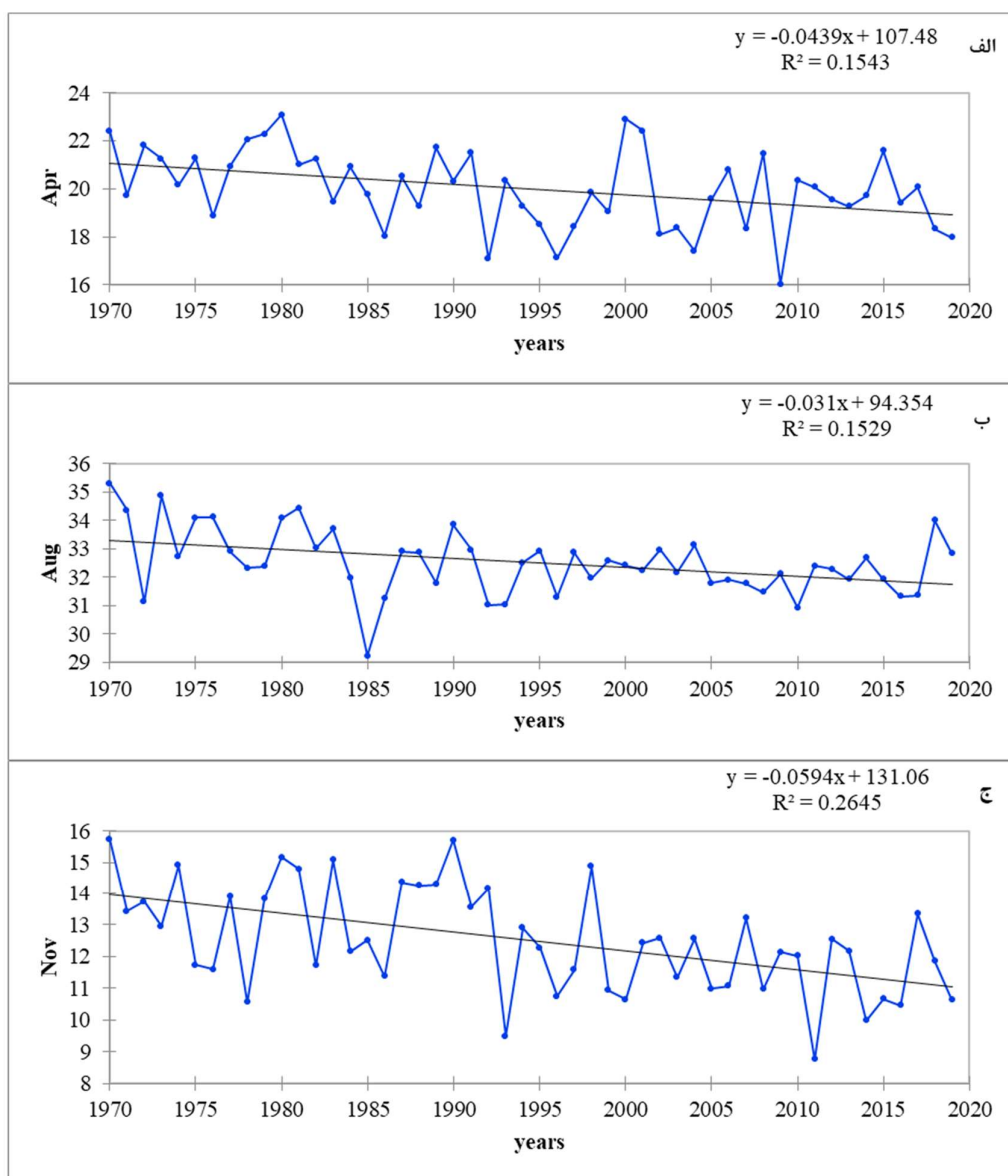 y = -0.0439x + 107.48
R² = 0.1543
الف
24
22
20
18
16
Apr
1970 1975 1980 1985 1990 1995 2000 2005 2010 2015 2020
years
y = -0.031x + 94.354
R² = 0.1529
ب
36
35
34
33
32
31
30
29
Aug
1970 1975 1980 1985 1990 1995 2000 2005 2010 2015 2020
years
y = -0.0594x + 131.06
R² = 0.2645
ج
16
15
14
13
12
11
10
9
8
Nov
1970 1975 1980 1985 1990 1995 2000 2005 2010 2015 2020
years